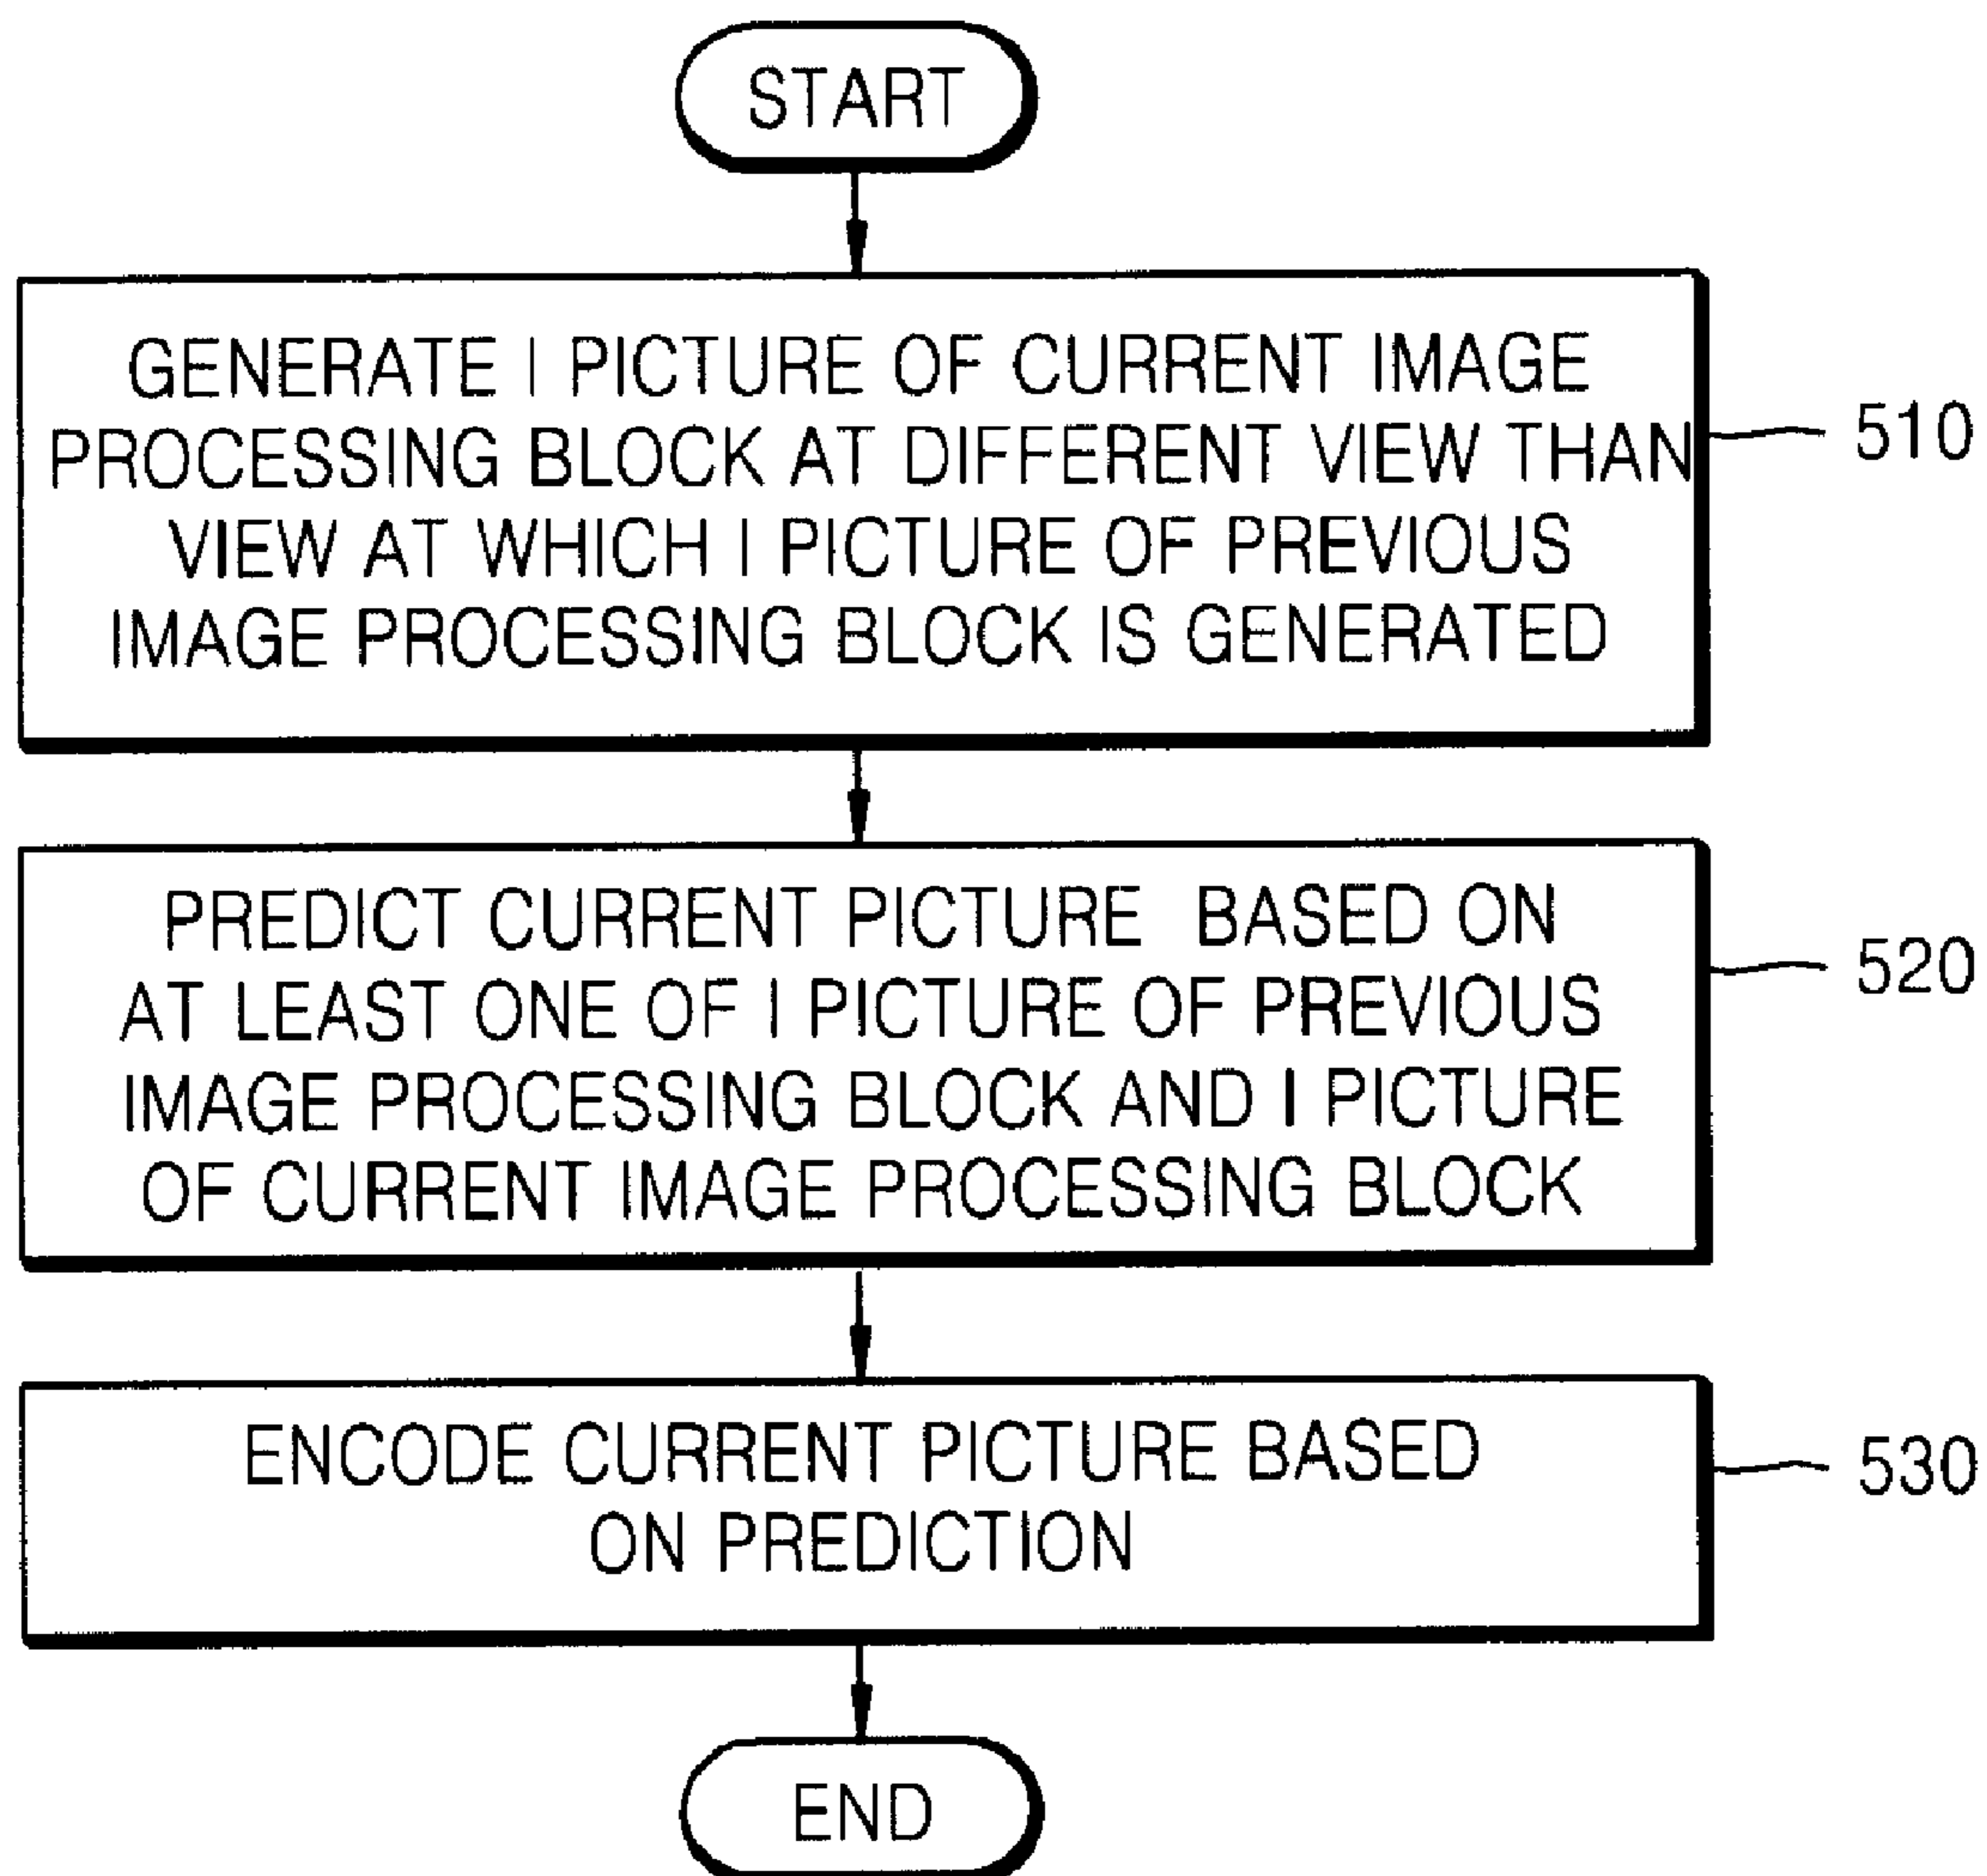 START
GENERATE I PICTURE OF CURRENT IMAGE
PROCESSING BLOCK AT DIFFERENT VIEW THAN
VIEW AT WHICH I PICTURE OF PREVIOUS
IMAGE PROCESSING BLOCK IS GENERATED
510
PREDICT CURRENT PICTURE BASED ON
AT LEAST ONE OF I PICTURE OF PREVIOUS
IMAGE PROCESSING BLOCK AND I PICTURE
OF CURRENT IMAGE PROCESSING BLOCK
520
ENCODE CURRENT PICTURE BASED
ON PREDICTION
530
END